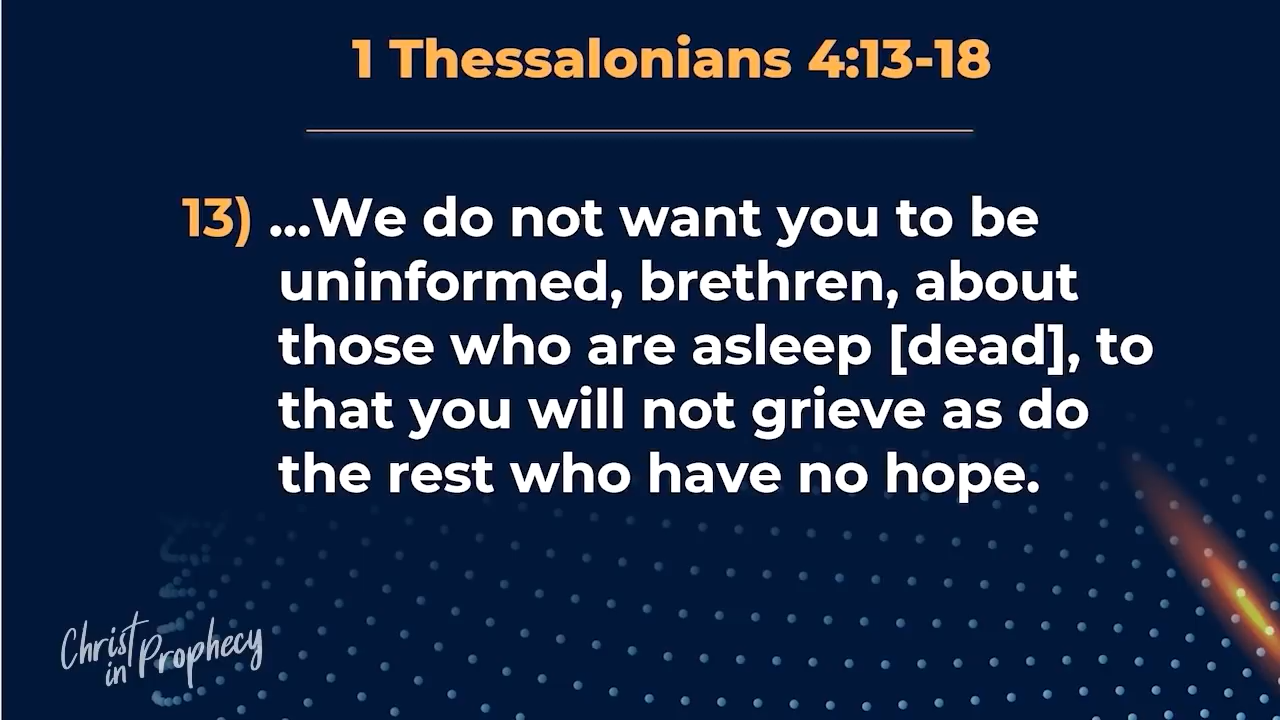 1 Thessalonians 4:13-18
13) ...We do not want you to be
uninformed, brethren, about
those who are asleep [dead], to
that you will not grieve as do
the rest who have no hope.
Christ
in Prophecy